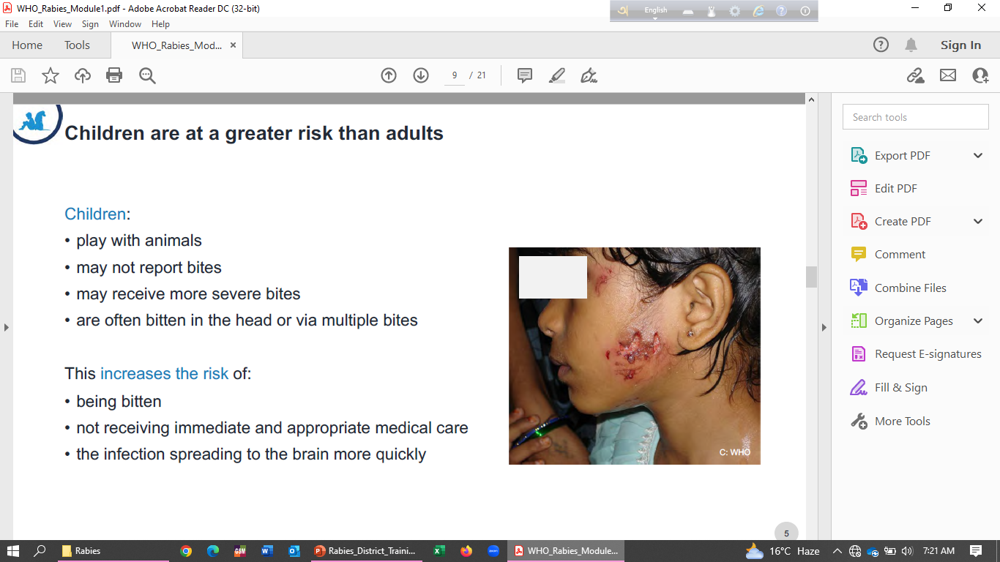 WHO_Rabies_Module1.pdf - Adobe Acrobat Reader DC (32-bit)
English
File Edit View Sign Window Help
Home Tools WHO_Rabies_Mod... ×
Sign In
9 / 21
Children are at a greater risk than adults
Children:
• play with animals
• may not report bites
• may receive more severe bites
• are often bitten in the head or via multiple bites
This increases the risk of:
• being bitten
• not receiving immediate and appropriate medical care
• the infection spreading to the brain more quickly
C: WHO
5
Search tools
Export PDF
Edit PDF
Create PDF
Comment
Combine Files
Organize Pages
Request E-signatures
Fill & Sign
More Tools
Rabies GSM Rabies_District_Traini... WHO_Rabies_Module... 16°C Haze 7:21 AM